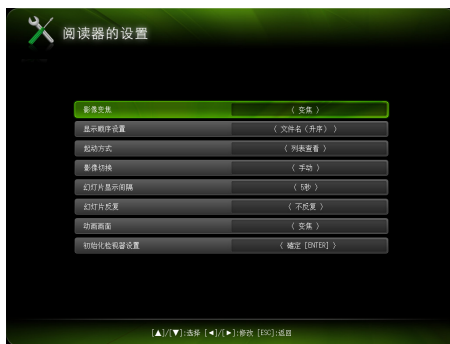 阅读器的设置
影像变焦 〈 变焦 〉
显示顺序设置 〈 文件名（升序） 〉
起动方式 〈 列表查看 〉
影像切换 〈 手动 〉
幻灯片显示间隔 〈 5秒 〉
幻灯片反复 〈 不反复 〉
动画画面 〈 变焦 〉
初始化检视器设置 〈 确定 [ENTER] 〉
[▲]/[▼]:选择 [◄]/[►]:修改 [ESC]:返回